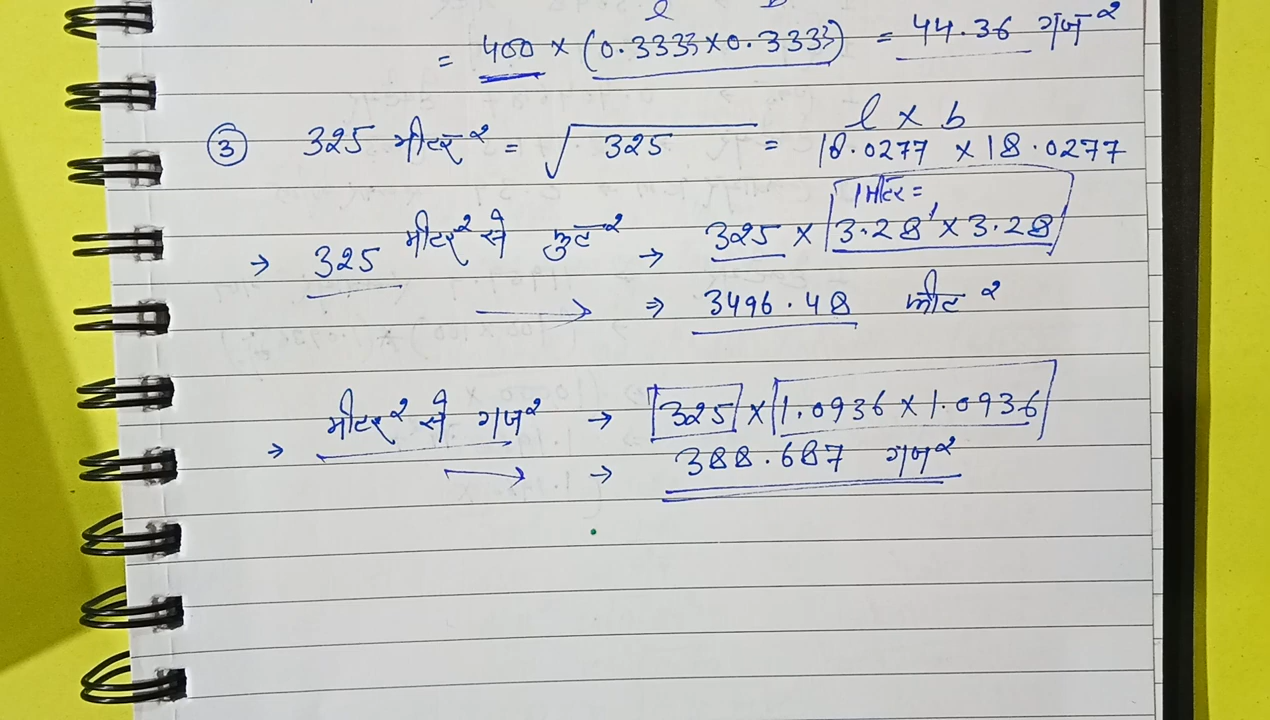 l
= 400 × (0.3333×0.3333) = 44.36 गज²
③ 325 मीटर² = √325 = 18.0277 × 18.0277
l × b
1मीटर =
→ 325 मीटर² से फुट² → 325 × 3.28' × 3.28
→ ⇒ 3496.48 फीट²
→ मीटर² से गज² → 325 × 1.0936 × 1.0936
→ → 388.687 गज²